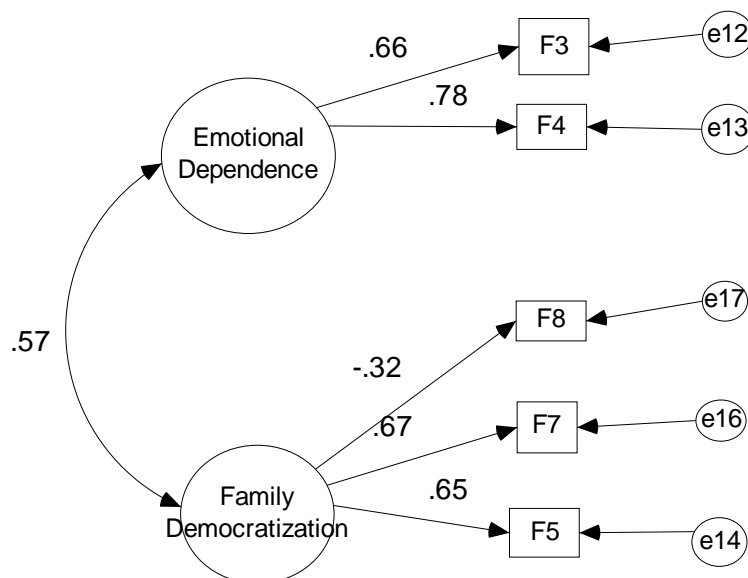 e12
F3
.66
.78
F4
e13
Emotional
Dependence
e17
F8
.57
-.32
.67
F7
e16
.65
Family
Democratization
F5
e14